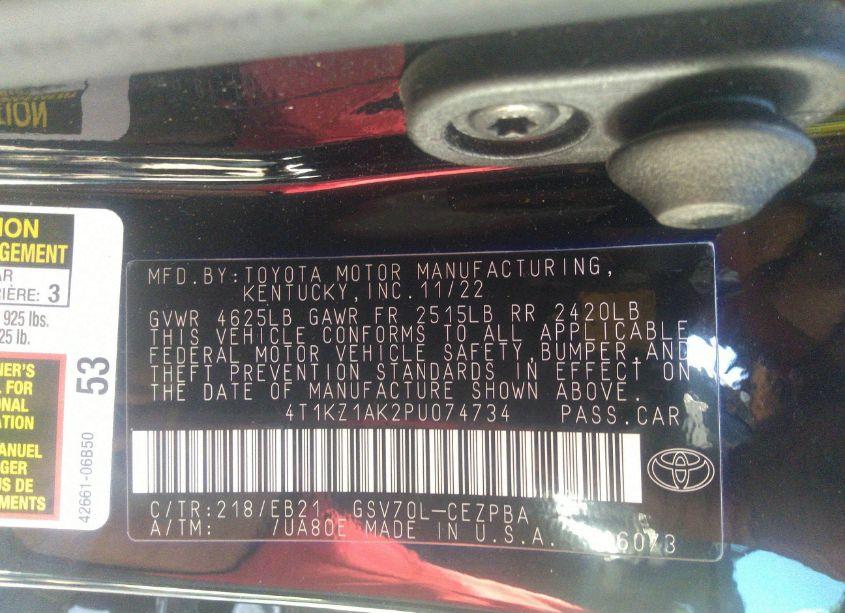 ION
GEMENT
AR
RIÈRE: 3
925 lbs.
25 lb.
NER'S
L FOR
ONAL
ATION
MANUEL
GER
US DE
EMENTS
53
42661-06B50
MFD.BY:TOYOTA MOTOR MANUFACTURING,
KENTUCKY,INC.11/22
GVWR 4625LB GAWR FR 2515LB RR 2420LB
THIS VEHICLE CONFORMS TO ALL APPLICABLE
FEDERAL MOTOR VEHICLE SAFETY,BUMPER,AND
THEFT PREVENTION STANDARDS IN EFFECT ON
THE DATE OF MANUFACTURE SHOWN ABOVE.
4T1KZ1AK2PU074734 PASS.CAR
C/TR:218/EB21 GSV70L-CEZPBA
A/TM: /UA80E MADE IN U.S.A.